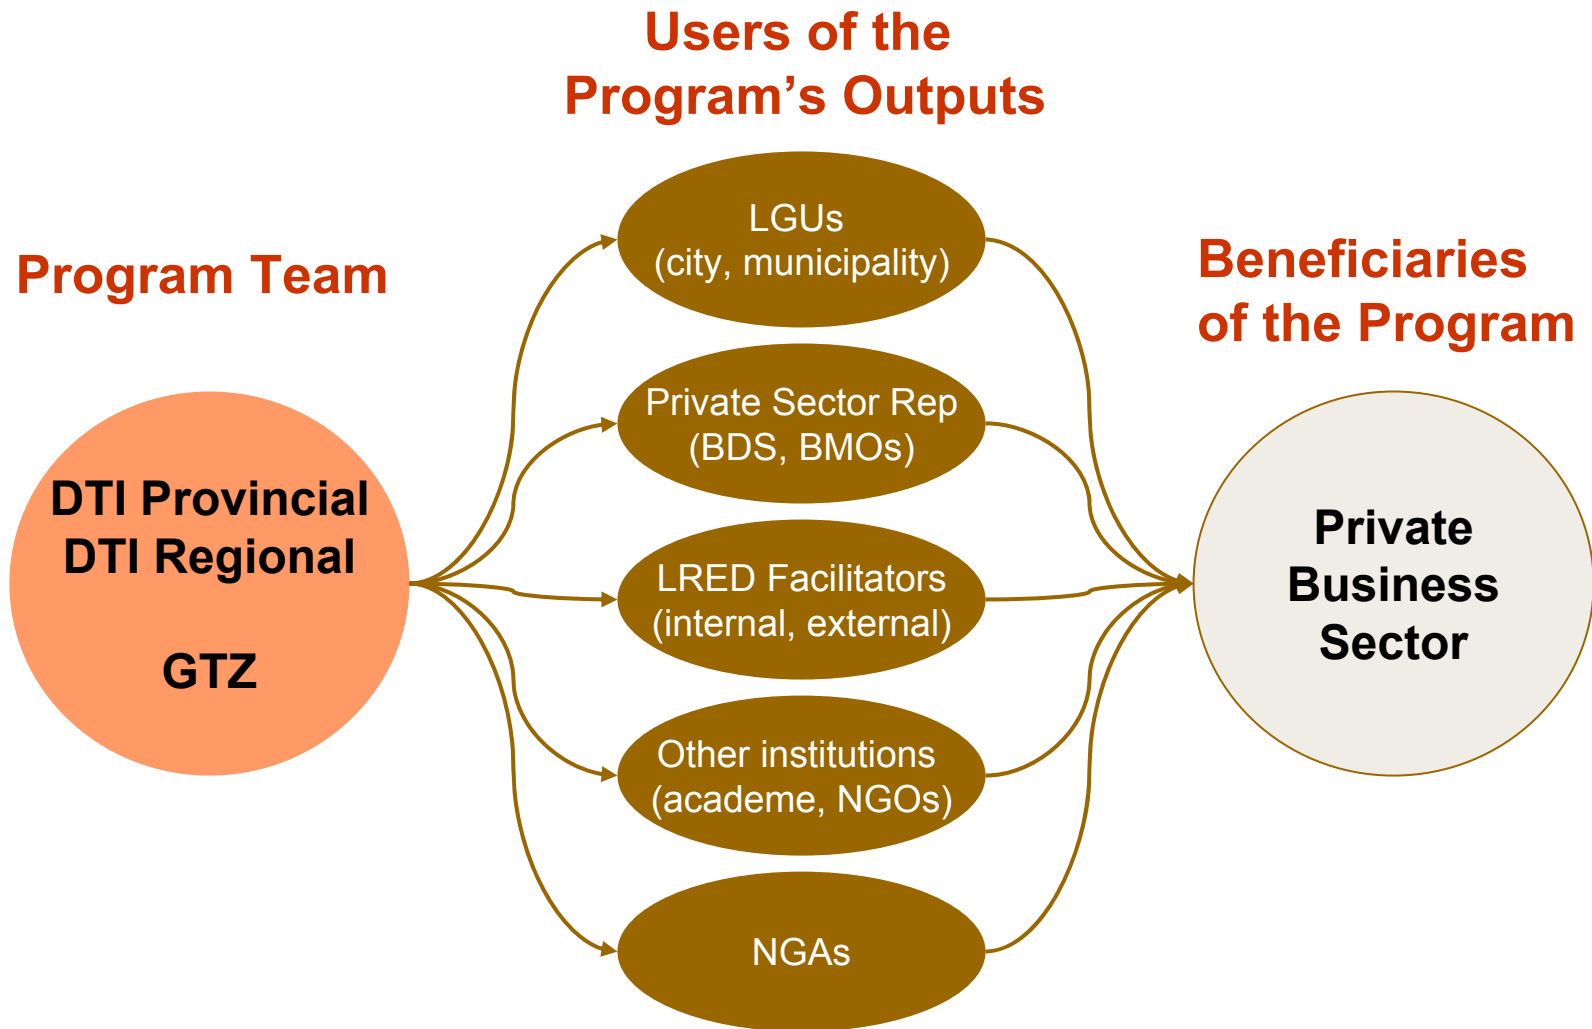 Users of the
Program’s Outputs
Program Team
DTI Provincial
DTI Regional
GTZ
LGUs
(city, municipality)
Private Sector Rep
(BDS, BMOs)
LRED Facilitators
(internal, external)
Other institutions
(academe, NGOs)
NGAs
Beneficiaries
of the Program
Private
Business
Sector